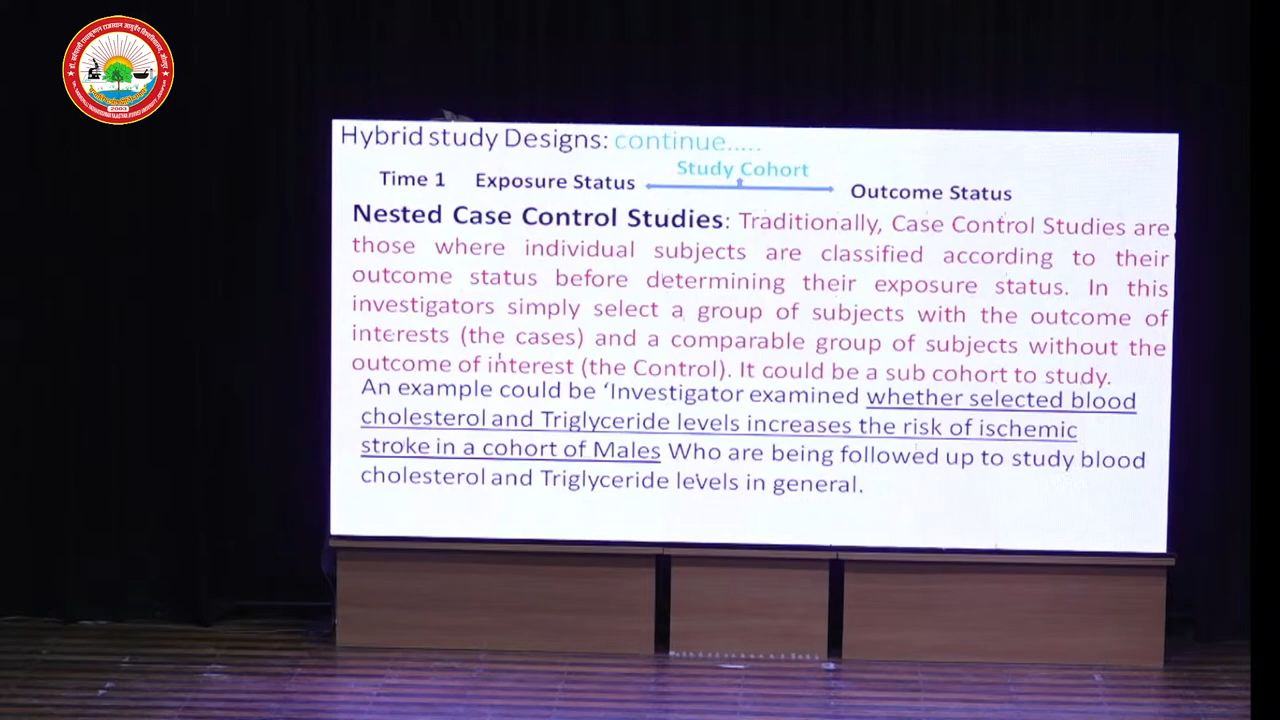 2003
Hybrid study Designs: continue.....
Study Cohort
Time 1 Exposure Status Outcome Status
Nested Case Control Studies: Traditionally, Case Control Studies are
those where individual subjects are classified according to their
outcome status before determining their exposure status. In this
investigators simply select a group of subjects with the outcome of
interests (the cases) and a comparable group of subjects without the
outcome of interest (the Control). It could be a sub cohort to study.
An example could be ‘Investigator examined whether selected blood
cholesterol and Triglyceride levels increases the risk of ischemic
stroke in a cohort of Males Who are being followed up to study blood
cholesterol and Triglyceride levels in general.